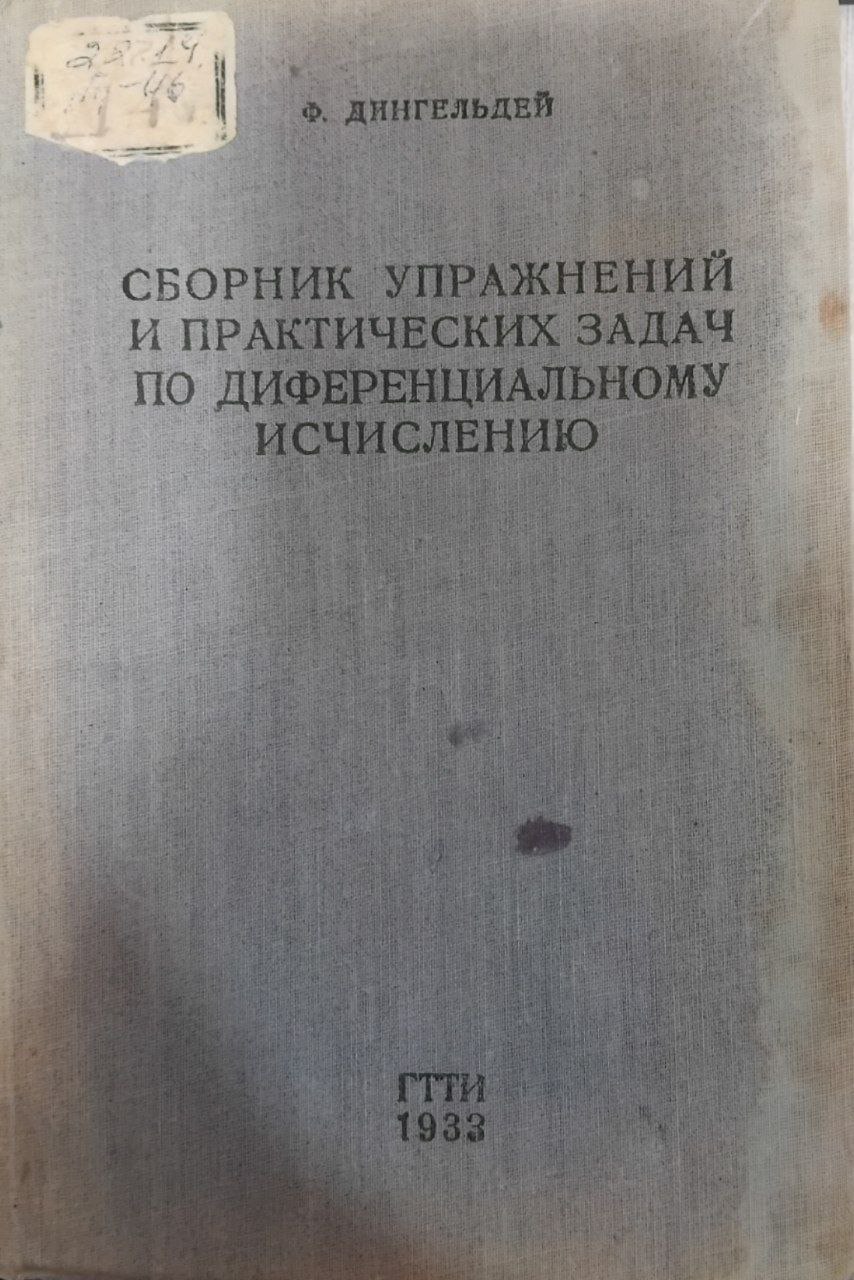 Ф. ДИНГЕЛЬДЕЙ
СБОРНИК УПРАЖНЕНИЙ
И ПРАКТИЧЕСКИХ ЗАДАЧ
ПО ДИФЕРЕНЦИАЛЬНОМУ
ИСЧИСЛЕНИЮ
ГТТИ
1933